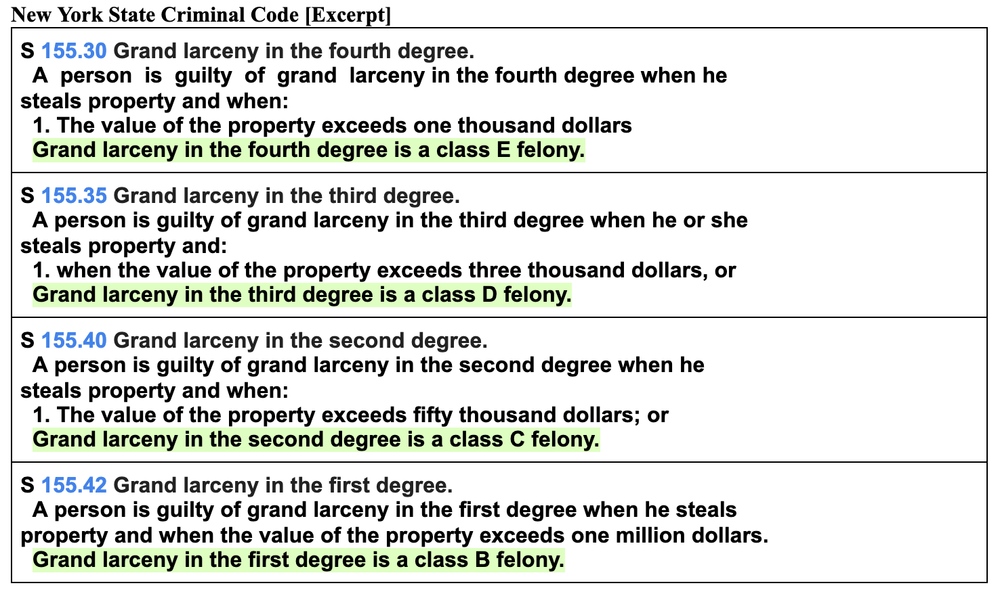 New York State Criminal Code [Excerpt]
S 155.30 Grand larceny in the fourth degree.
A person is guilty of grand larceny in the fourth degree when he
steals property and when:
1. The value of the property exceeds one thousand dollars
Grand larceny in the fourth degree is a class E felony.
S 155.35 Grand larceny in the third degree.
A person is guilty of grand larceny in the third degree when he or she
steals property and:
1. when the value of the property exceeds three thousand dollars, or
Grand larceny in the third degree is a class D felony.
S 155.40 Grand larceny in the second degree.
A person is guilty of grand larceny in the second degree when he
steals property and when:
1. The value of the property exceeds fifty thousand dollars; or
Grand larceny in the second degree is a class C felony.
S 155.42 Grand larceny in the first degree.
A person is guilty of grand larceny in the first degree when he steals
property and when the value of the property exceeds one million dollars.
Grand larceny in the first degree is a class B felony.